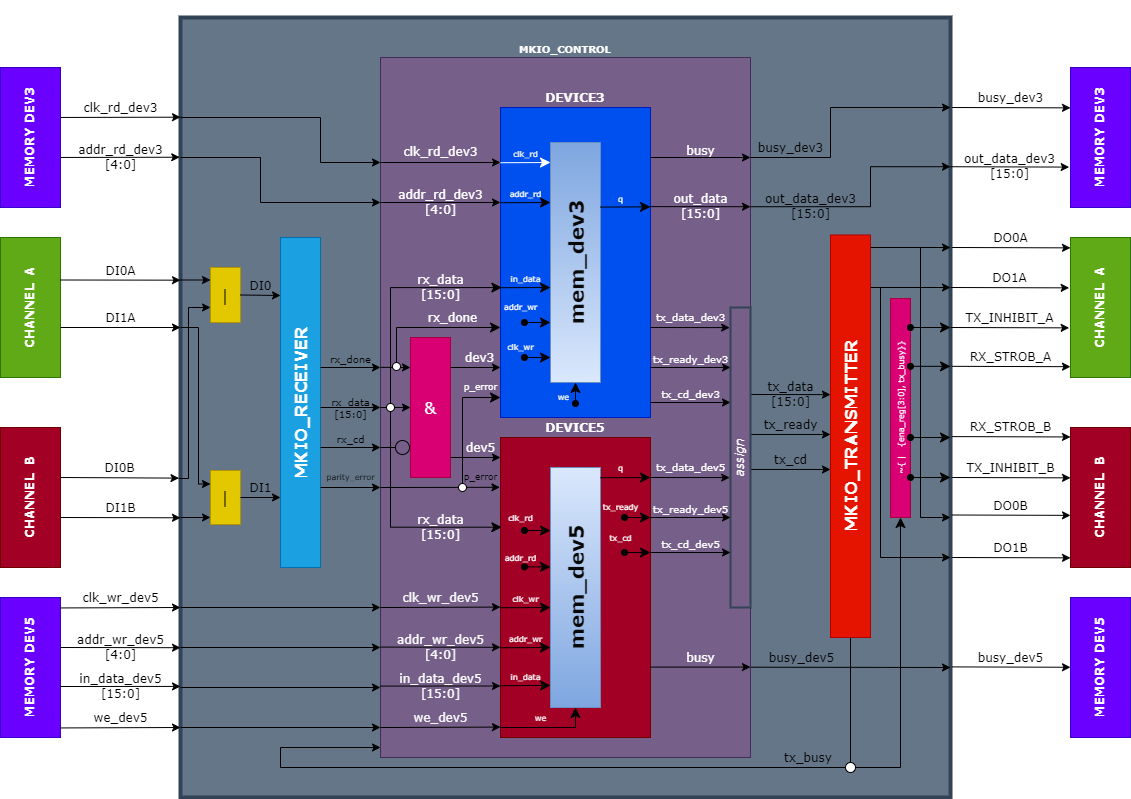 MKIO_CONTROL
MEMORY DEV3
clk_rd_dev3
addr_rd_dev3
[4:0]
CHANNEL A
DI0A
DI1A
CHANNEL B
DI0B
DI1B
MEMORY DEV5
clk_wr_dev5
addr_wr_dev5
[4:0]
in_data_dev5
[15:0]
we_dev5
|
DI0
|
DI1
MKIO_RECEIVER
rx_done
rx_data
[15:0]
rx_cd
parity_error
clk_rd_dev3
addr_rd_dev3
[4:0]
rx_data
[15:0]
rx_done
&
dev3
p_error
dev5
p_error
rx_data
[15:0]
clk_wr_dev5
addr_wr_dev5
[4:0]
in_data_dev5
[15:0]
we_dev5
DEVICE3
clk_rd
addr_rd
in_data
addr_wr
clk_wr
we
mem_dev3
q
DEVICE5
clk_rd
addr_rd
clk_wr
addr_wr
in_data
we
mem_dev5
q
tx_ready
tx_cd
busy
out_data
[15:0]
tx_data_dev3
tx_ready_dev3
tx_cd_dev3
tx_data_dev5
tx_ready_dev5
tx_cd_dev5
busy
assign
busy_dev3
out_data_dev3
[15:0]
tx_data
[15:0]
tx_ready
tx_cd
busy_dev5
tx_busy
MKIO_TRANSMITTER
~{ | {ena_reg[3:0], tx_busy}}
busy_dev3
out_data_dev3
[15:0]
DO0A
DO1A
TX_INHIBIT_A
RX_STROB_A
RX_STROB_B
TX_INHIBIT_B
DO0B
DO1B
busy_dev5
MEMORY DEV3
CHANNEL A
CHANNEL B
MEMORY DEV5